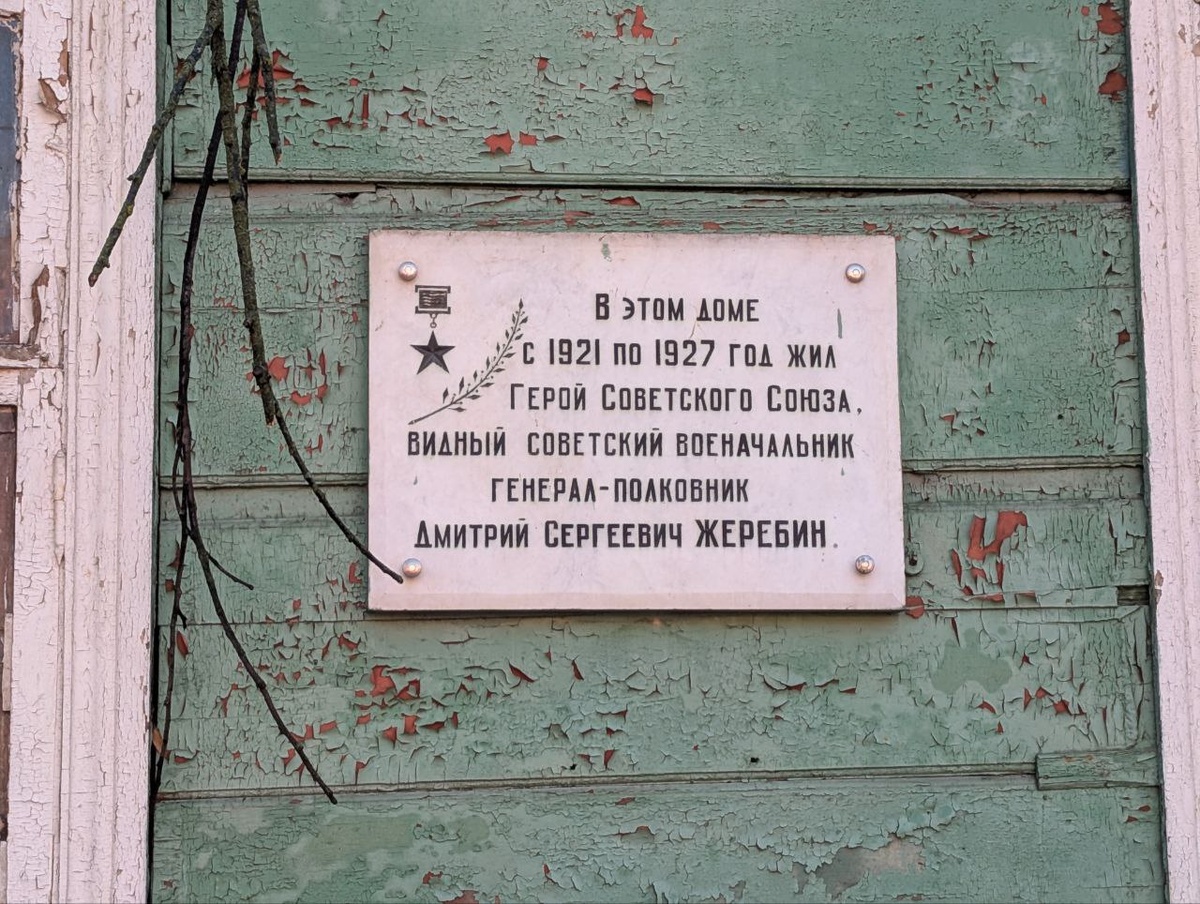 В ЭТОМ ДОМЕ
С 1921 ПО 1927 ГОД ЖИЛ
ГЕРОЙ СОВЕТСКОГО СОЮЗА,
ВИДНЫЙ СОВЕТСКИЙ ВОЕНАЧАЛЬНИК
ГЕНЕРАЛ-ПОЛКОВНИК
ДМИТРИЙ СЕРГЕЕВИЧ ЖЕРЕБИН.